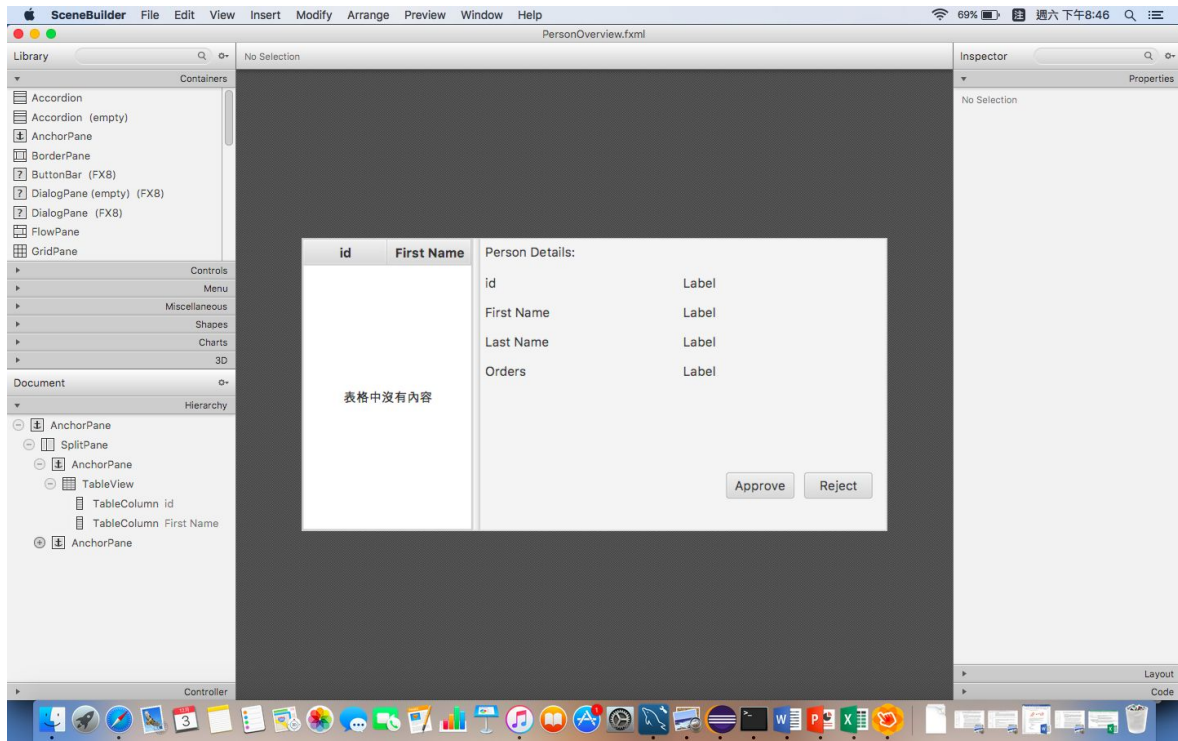 SceneBuilder File Edit View Insert Modify Arrange Preview Window Help 69% 注 週六 下午8:46
PersonOverview.fxml
Library
No Selection
Inspector
Containers
Properties
Accordion
No Selection
Accordion (empty)
AnchorPane
BorderPane
ButtonBar (FX8)
DialogPane (empty) (FX8)
DialogPane (FX8)
FlowPane
GridPane
Controls
Menu
Miscellaneous
Shapes
Charts
3D
Document
Hierarchy
AnchorPane
SplitPane
AnchorPane
TableView
TableColumn id
TableColumn First Name
AnchorPane
Controller
id First Name
表格中沒有內容
Person Details:
id Label
First Name Label
Last Name Label
Orders Label
Approve Reject
Layout
Code
3
1